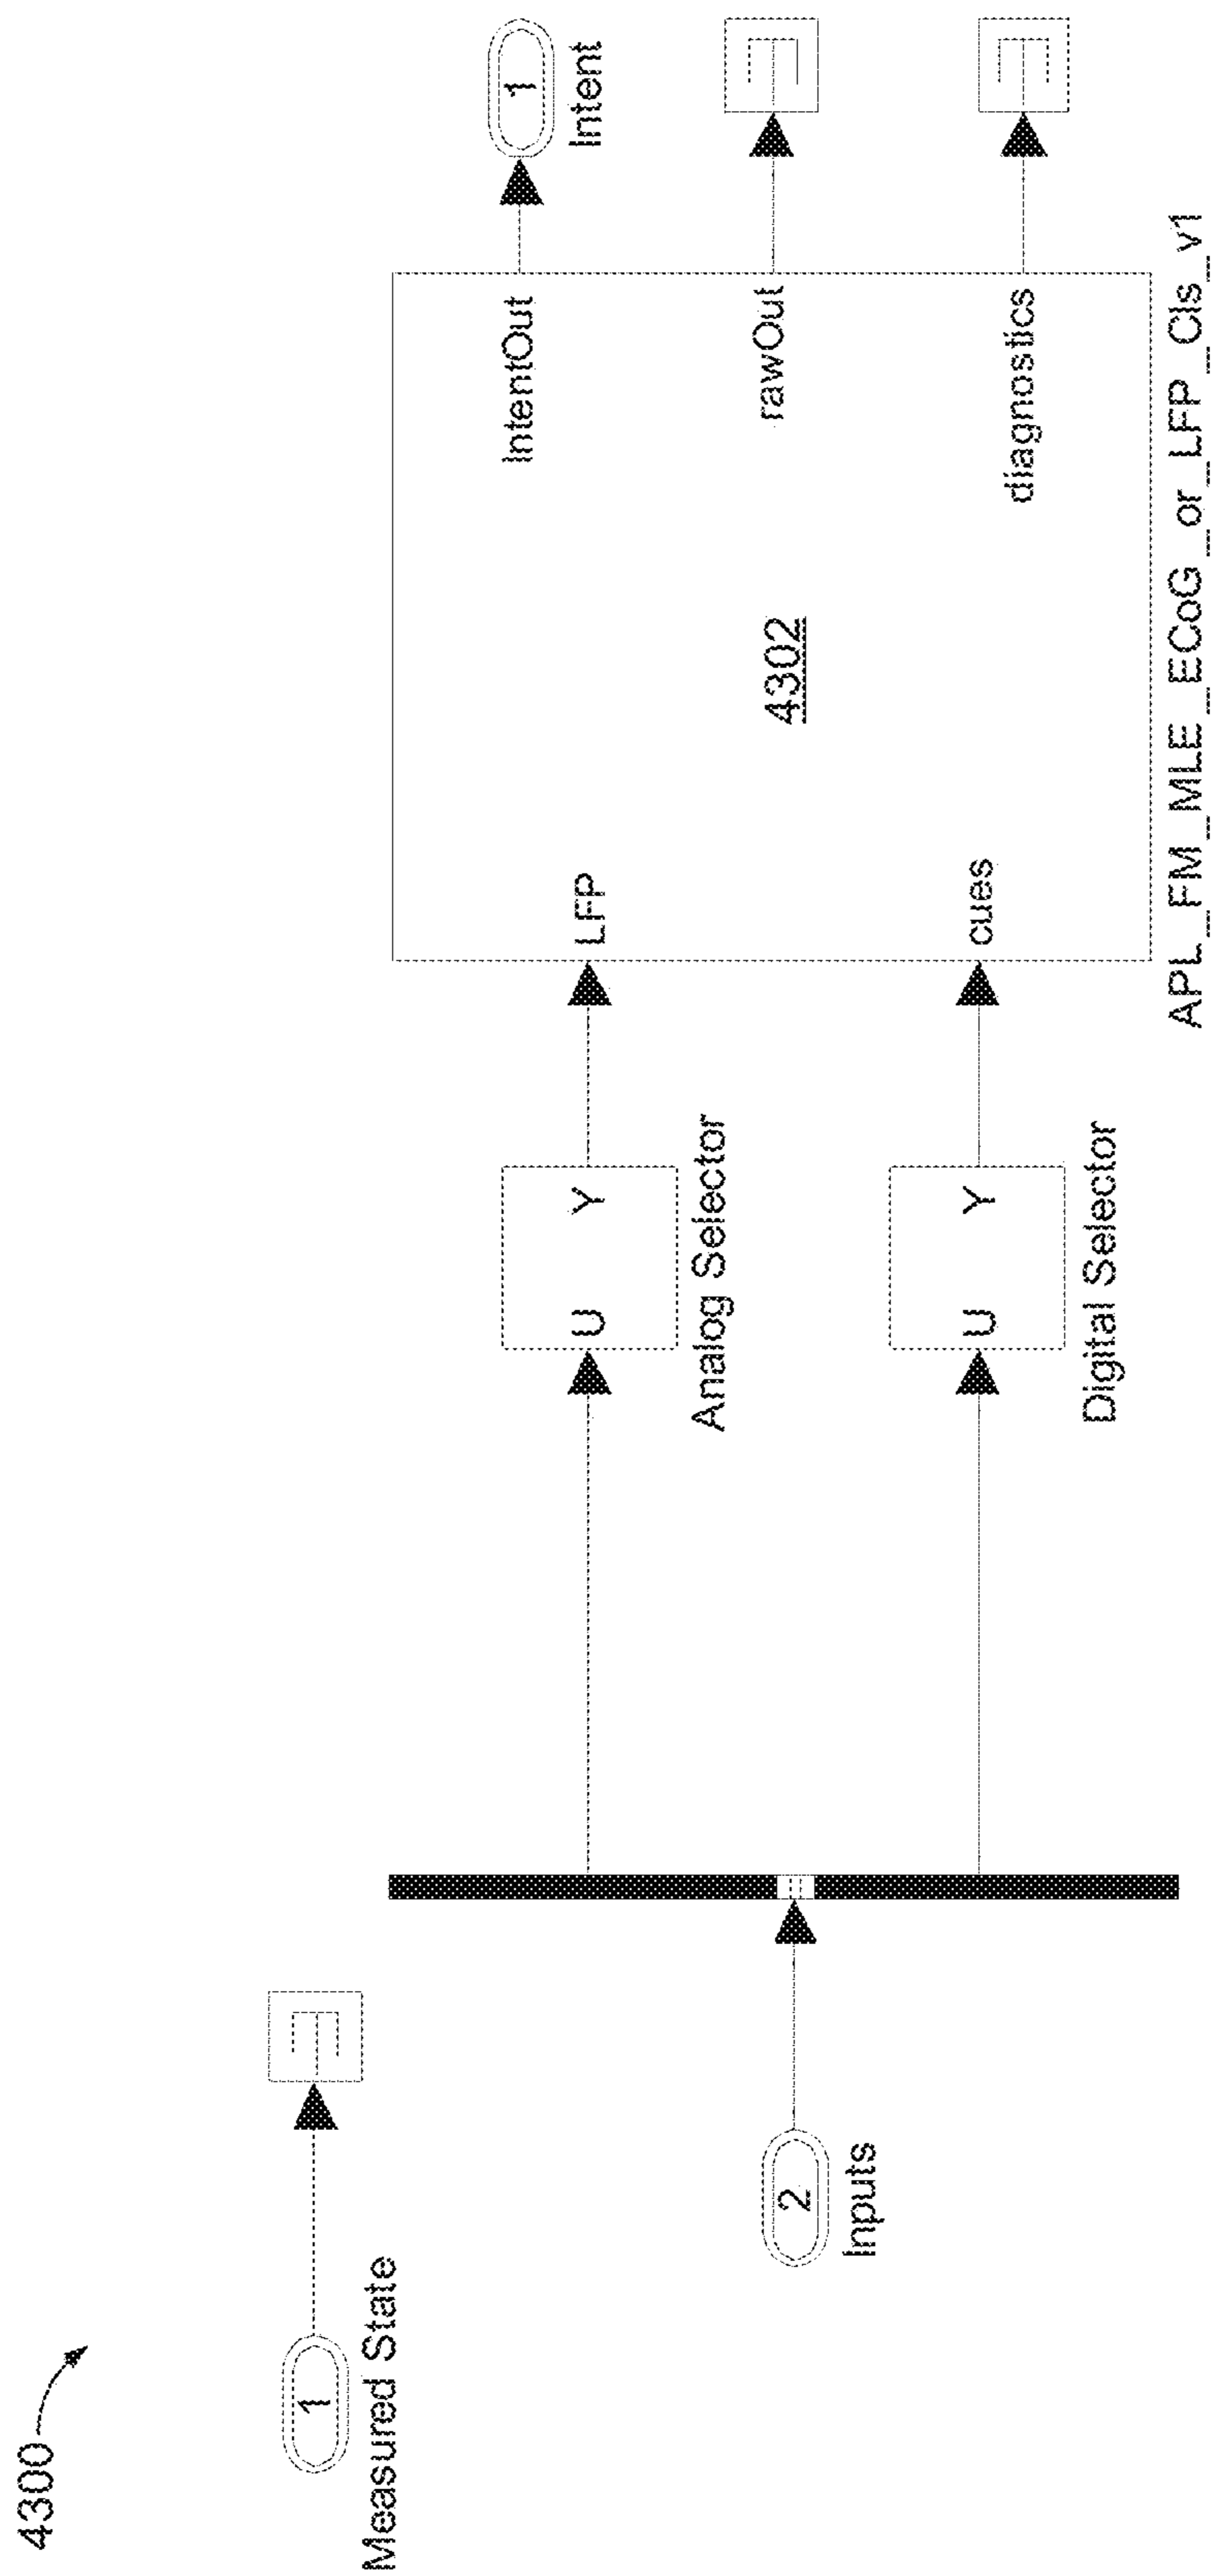 4300
1
Measured State
2
Inputs
U Y
Analog Selector
U Y
Digital Selector
LFP
cues
4302
IntentOut
rawOut
diagnostics
APL_FM_MLE_ECoG_or_LFP_Cls_v1
1
Intent